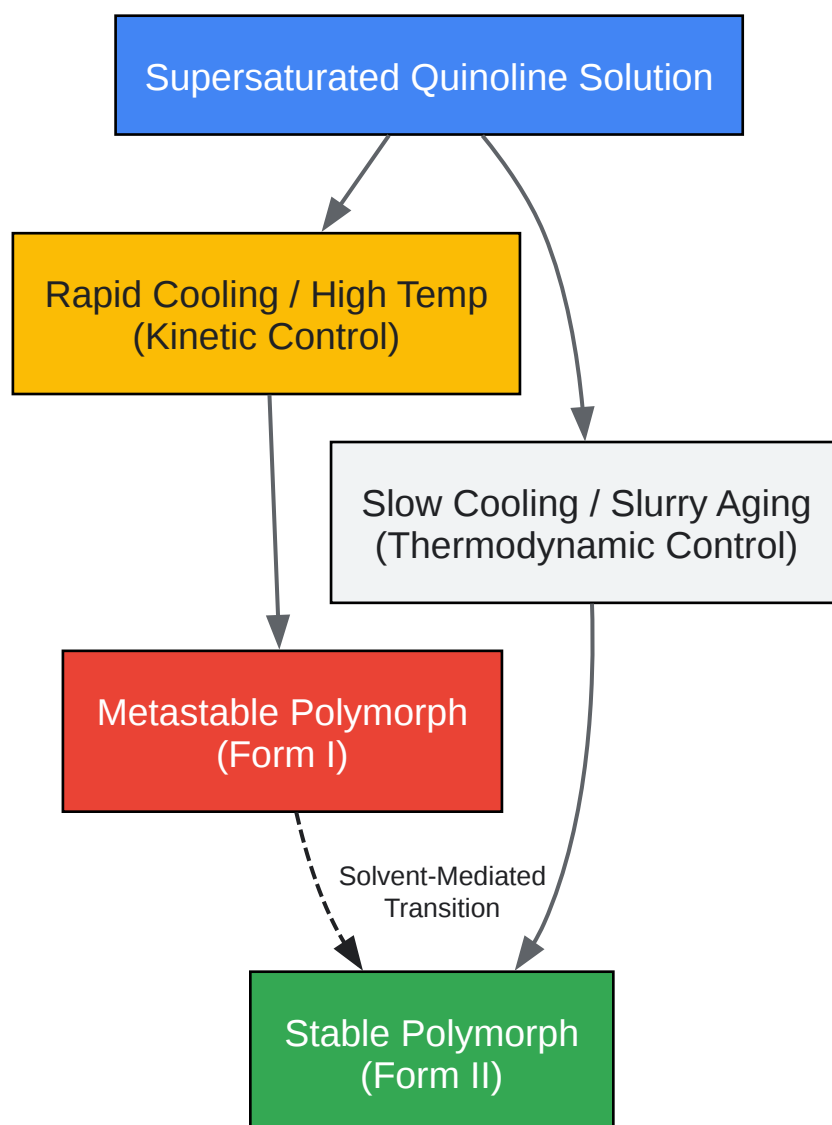 Supersaturated Quinoline Solution
Rapid Cooling / High Temp
(Kinetic Control)
Slow Cooling / Slurry Aging
(Thermodynamic Control)
Metastable Polymorph
(Form I)
Solvent-Mediated
Transition
Stable Polymorph
(Form II)